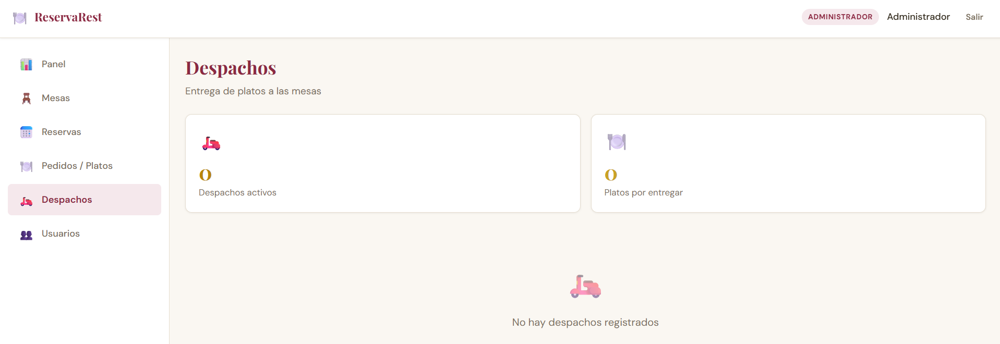 ReservaRest
ADMINISTRADOR Administrador Salir
Panel
Mesas
Reservas
Pedidos / Platos
Despachos
Usuarios
Despachos
Entrega de platos a las mesas
0
Despachos activos
0
Platos por entregar
No hay despachos registrados